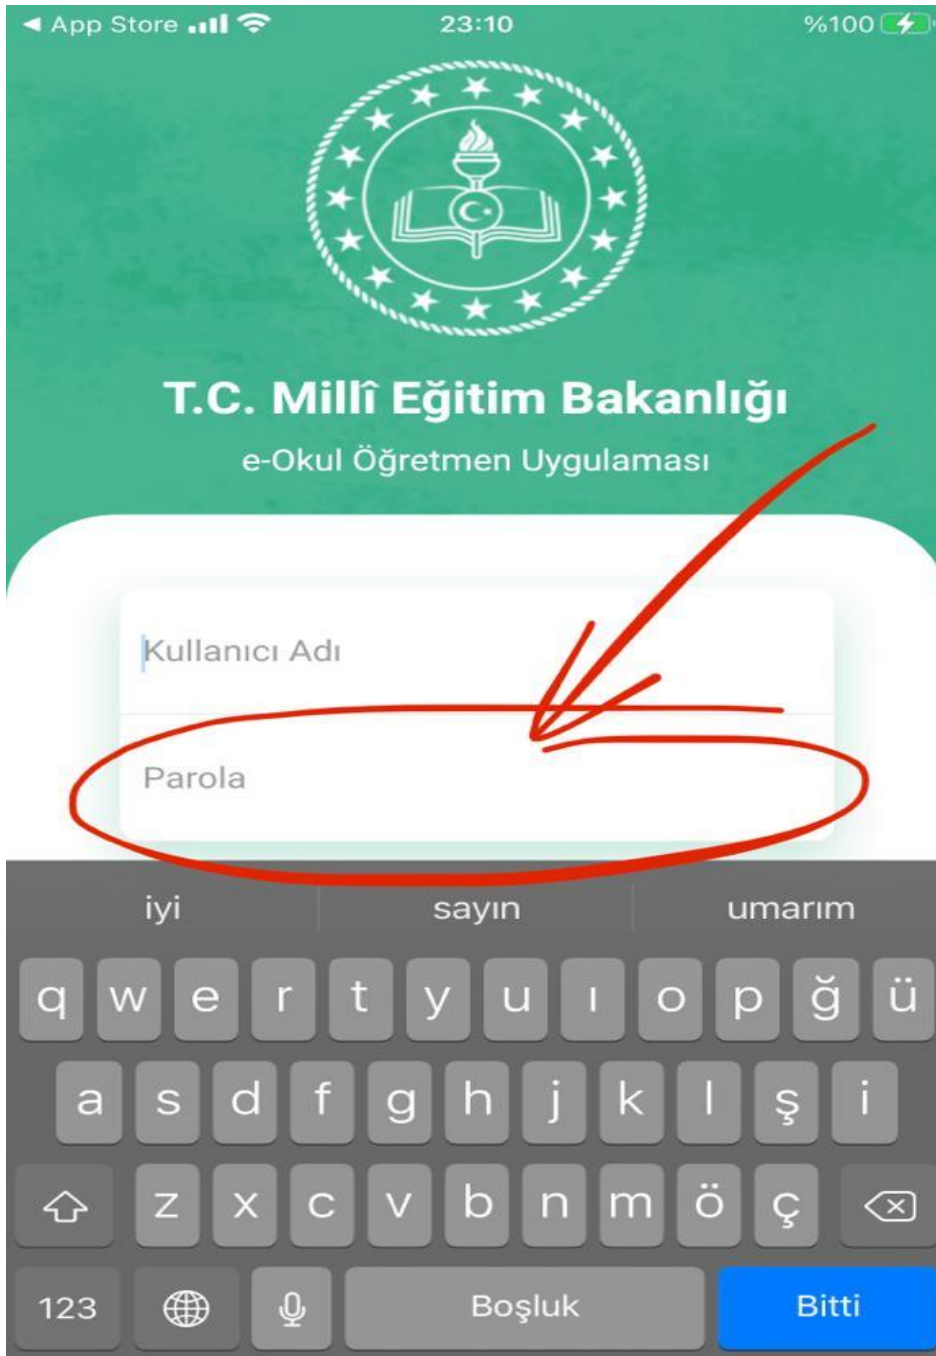 ◀ App Store
23:10
%100
T.C. Millî Eğitim Bakanlığı
e-Okul Öğretmen Uygulaması
Kullanıcı Adı
Parola
iyi sayın umarım
q w e r t y u ı o p ğ ü
a s d f g h j k l ş i
z x c v b n m ö ç
123 Boşluk Bitti